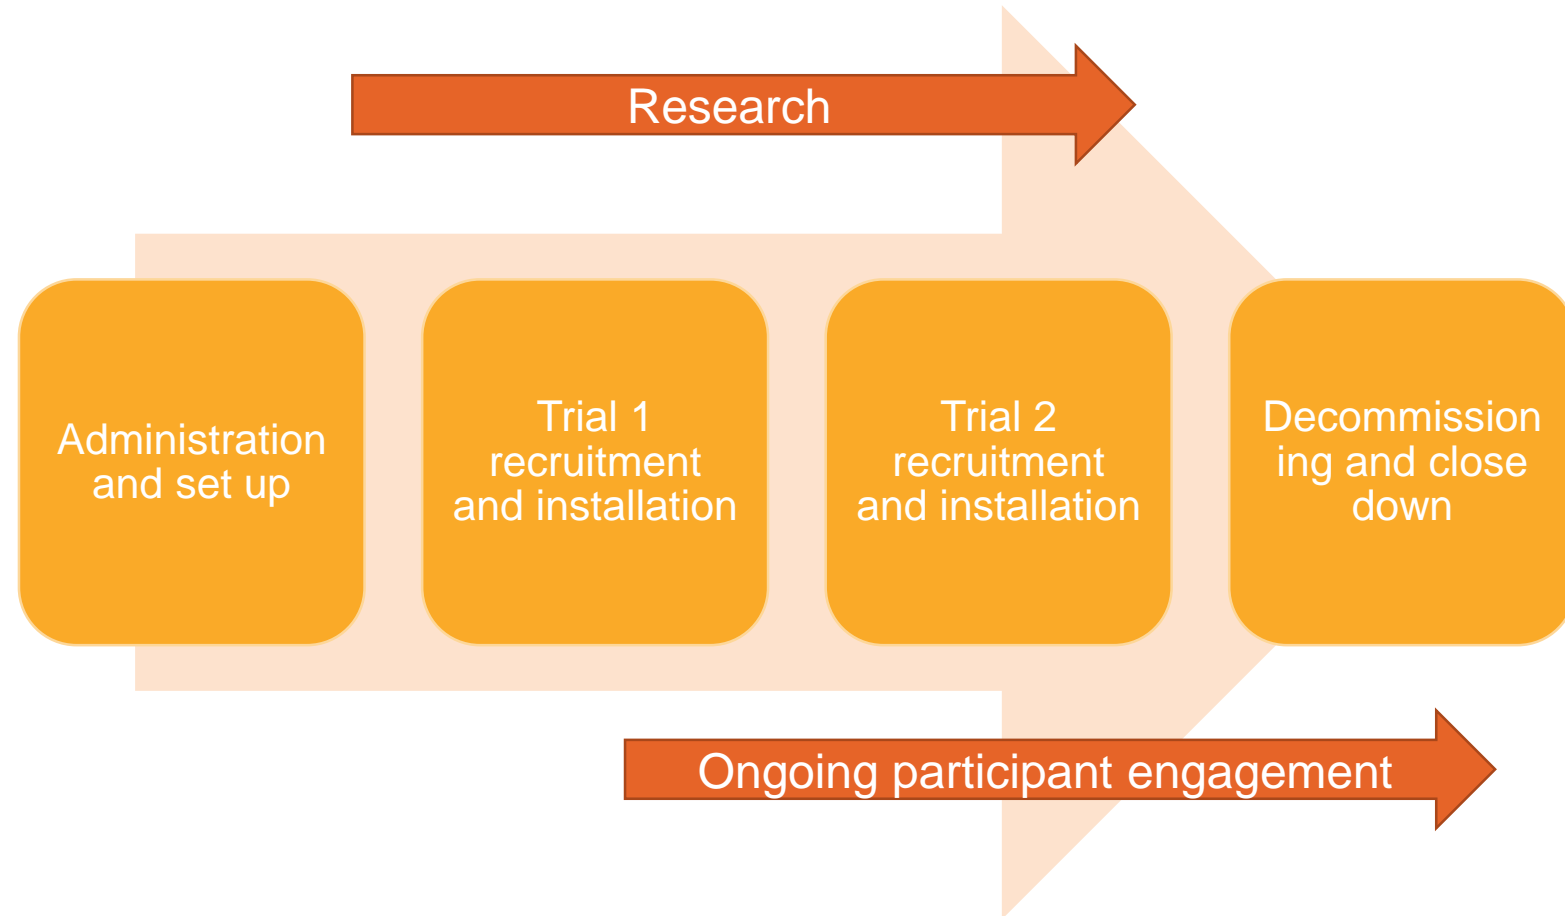 Research
Administration
and set up
Trial 1
recruitment
and installation
Trial 2
recruitment
and installation
Decommission
ing and close
down
Ongoing participant engagement